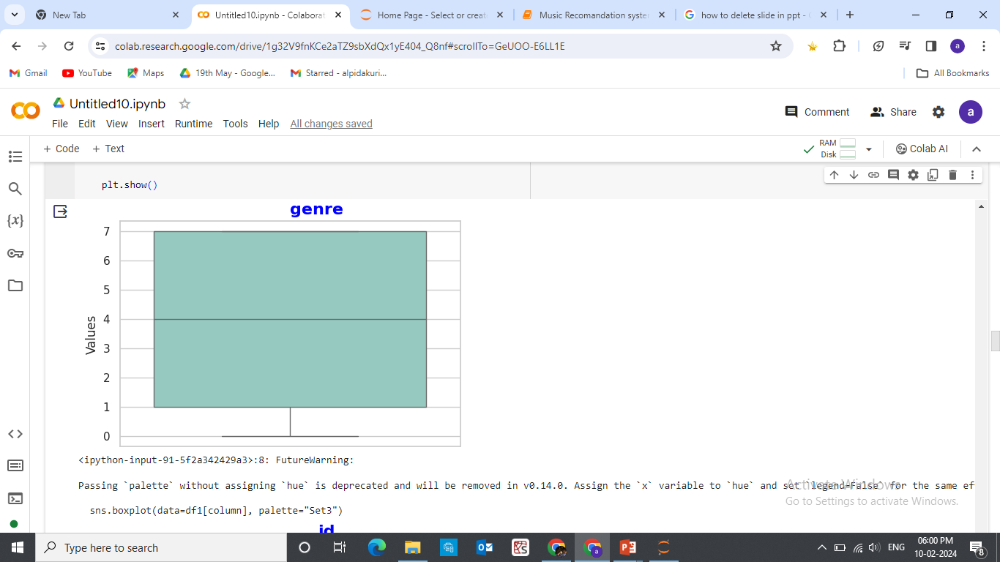 New Tab
Untitled10.ipynb - Colaborat
Home Page - Select or creat
Music Recomandation syste
how to delete slide in ppt -
colab.research.google.com/drive/1g32V9fnKCe2aTZ9sbXdQx1yE404_Q8nf#scrollTo=GeUOO-E6LL1E
a
Gmail
YouTube
Maps
19th May - Google...
Starred - alpidakuri...
All Bookmarks
Untitled10.ipynb
File Edit View Insert Runtime Tools Help All changes saved
Comment
Share
a
+ Code + Text
RAM
Disk
Colab AI
{x}
plt.show()
genre
7
6
5
4
3
2
1
0
Values
<ipython-input-91-5f2a342429a3>:8: FutureWarning:
Passing `palette` without assigning `hue` is deprecated and will be removed in v0.14.0. Assign the `x` variable to `hue` and set `legend=False` for the same ef
sns.boxplot(data=df1[column], palette="Set3")
id
Activate Windows
Go to Settings to activate Windows.
Type here to search
ENG
06:00 PM
10-02-2024
8